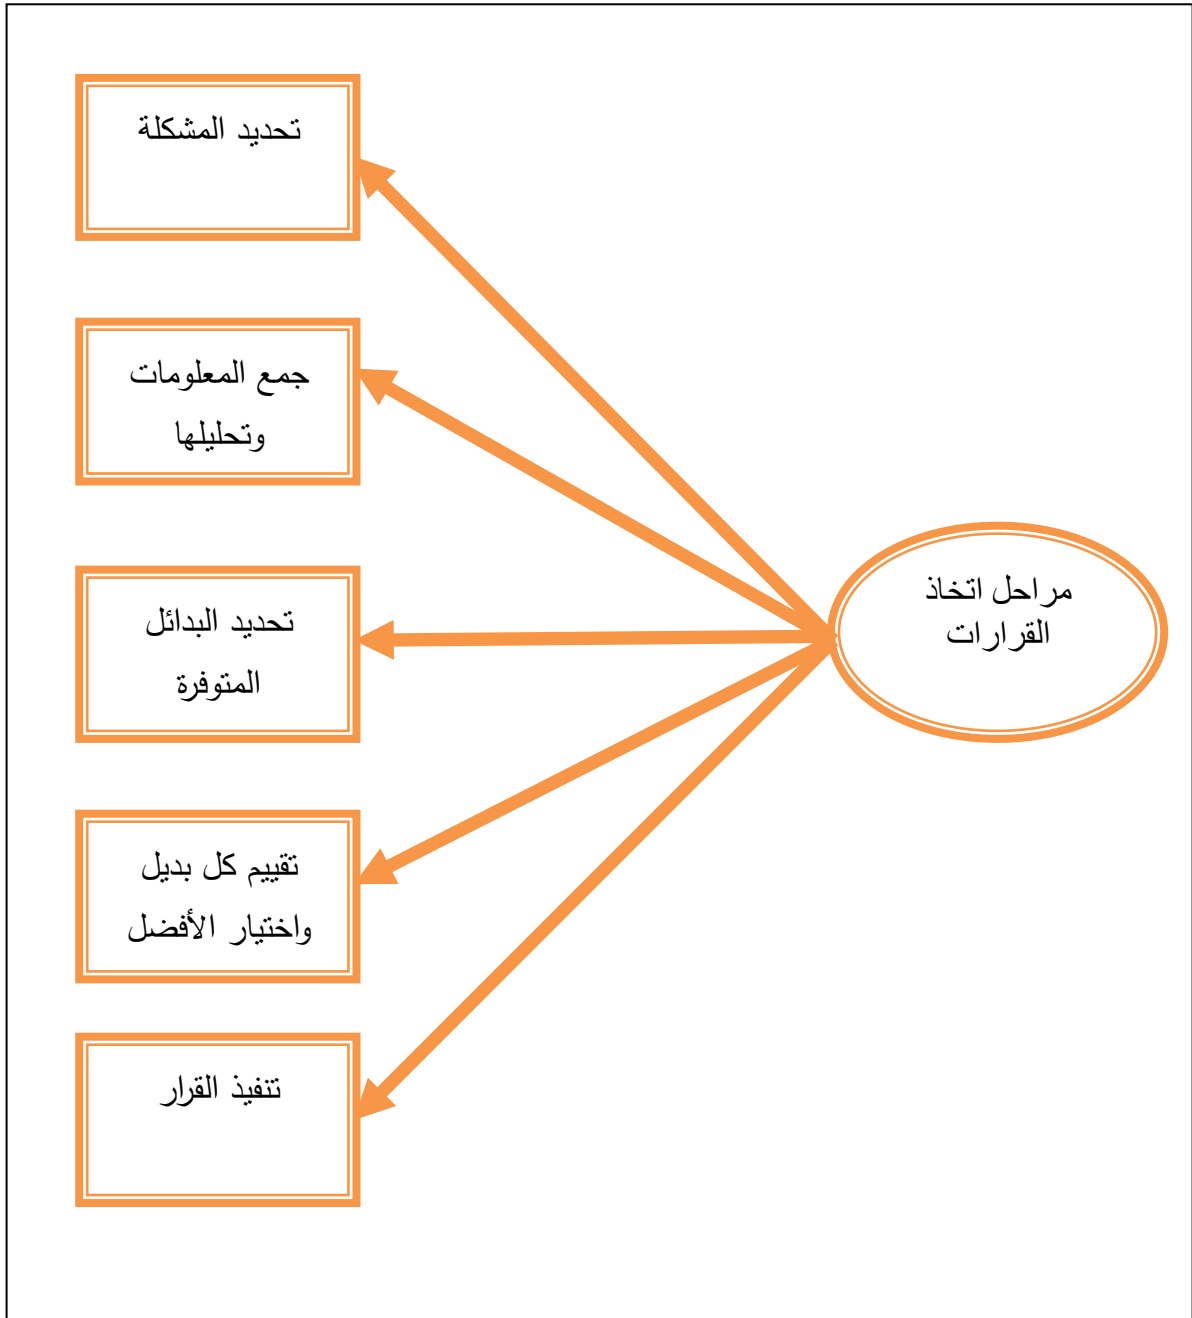 مراحل اتخاذ
القرارات
تحديد المشكلة
جمع المعلومات
وتحليلها
تحديد البدائل
المتوفرة
تقييم كل بديل
واختيار الأفضل
تنفيذ القرار